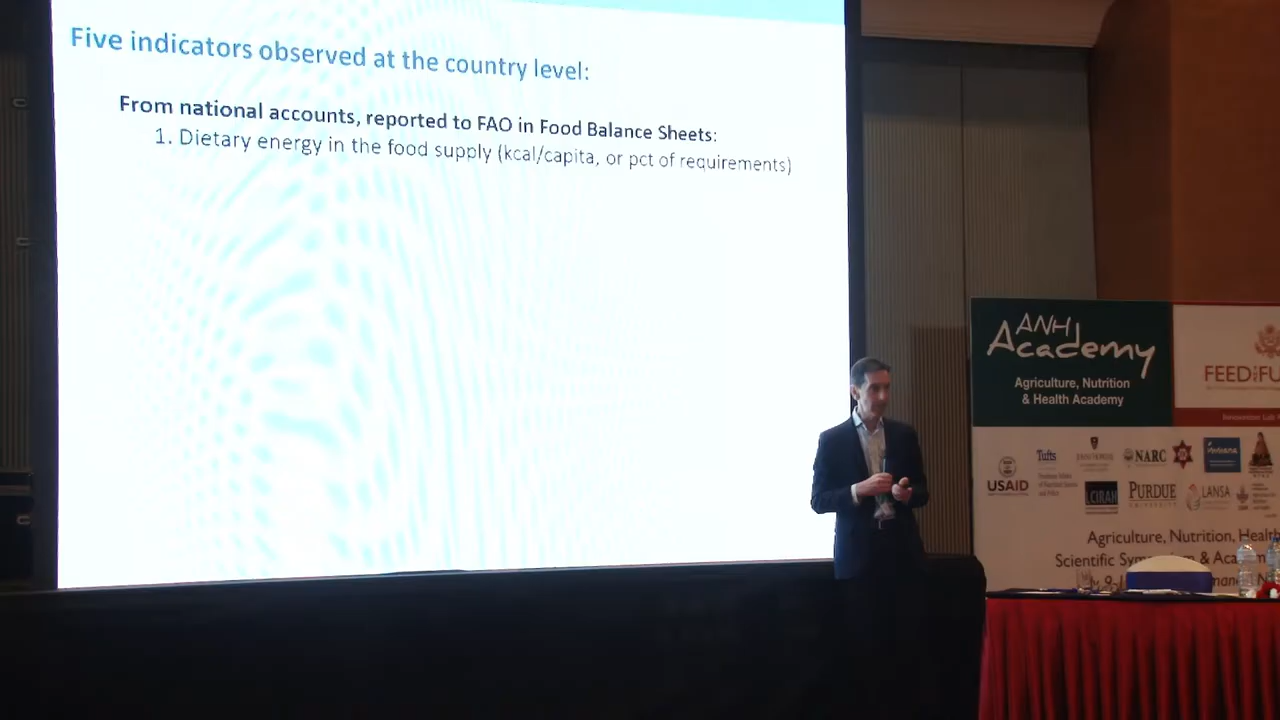 Five indicators observed at the country level:
From national accounts, reported to FAO in Food Balance Sheets:
1. Dietary energy in the food supply (kcal/capita, or pct of requirements)
ANH
Academy
Agriculture, Nutrition
& Health Academy
FEED
USAID
Tufts
NARC
LCIRAH
PURDUE
UNIVERSITY
LANSA
Agriculture, Nutrition, Health
Scientific